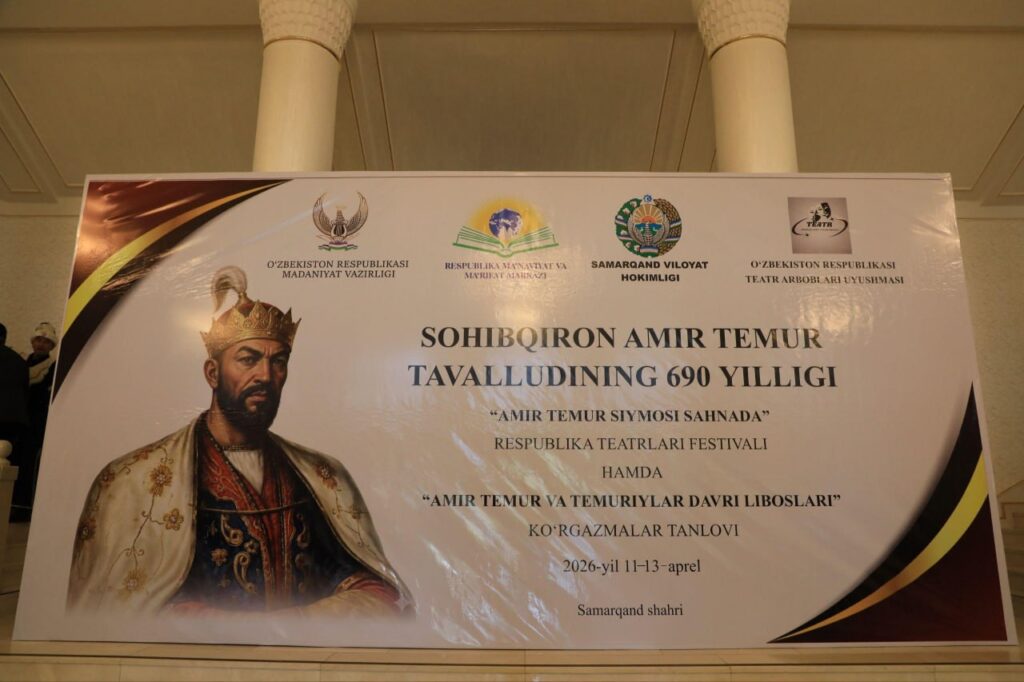 O‘ZBEKISTON RESPUBLIKASI
MADANIYAT VAZIRLIGI
RESPUBLIKA MA’NAVIYAT VA
MA’RIFAT MARKAZI
SAMARQAND VILOYAT
HOKIMLIGI
TEATR
O‘ZBEKISTON RESPUBLIKASI
TEATR ARBOBLARI UYUSHMASI
SOHIBQIRON AMIR TEMUR
TAVALLUDINING 690 YILLIGI
“AMIR TEMUR SIYMOSI SAHNADA”
RESPUBLIKA TEATRLARI FESTIVALI
HAMDA
“AMIR TEMUR VA TEMURIYLAR DAVRI LIBOSLARI”
KO‘RGAZMALAR TANLOVI
2026-yil 11–13-aprel
Samarqand shahri